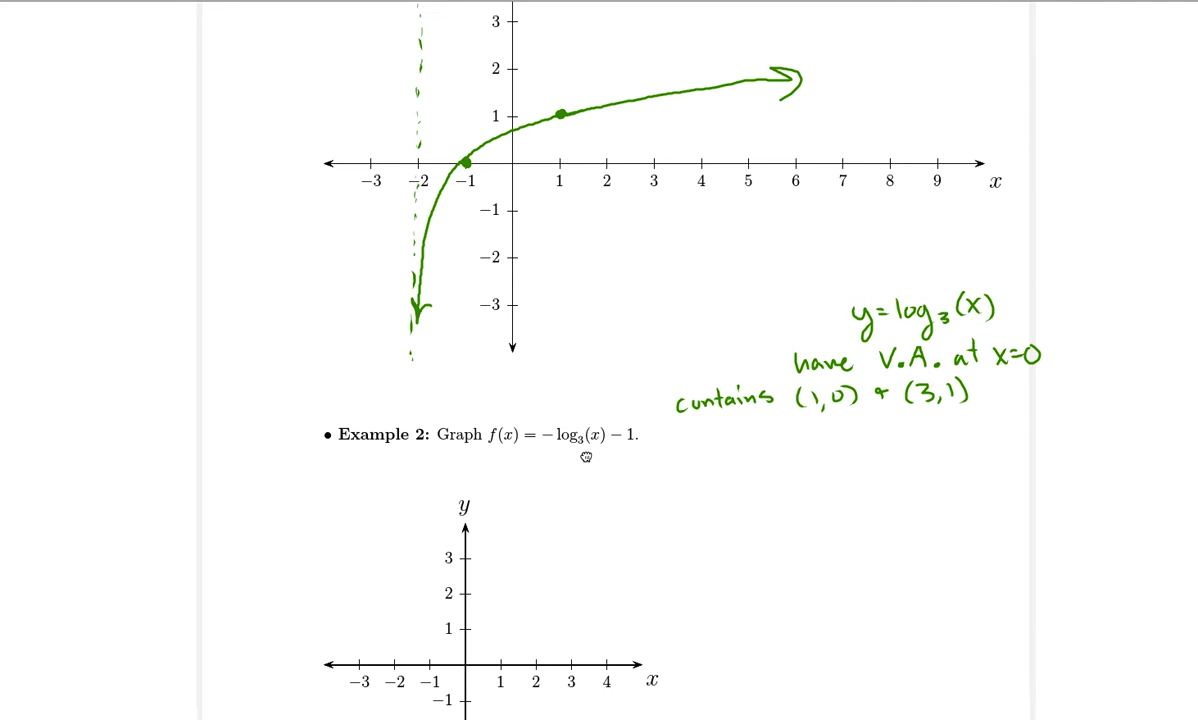 3
2
1
−3 −2 −1 1 2 3 4 5 6 7 8 9 x
−1
−2
−3
y=log₃(x)
have V.A. at x=0
contains (1,0) + (3,1)
• Example 2: Graph f(x) = − log₃(x) − 1.
y
3
2
1
−3 −2 −1 1 2 3 4 x
−1